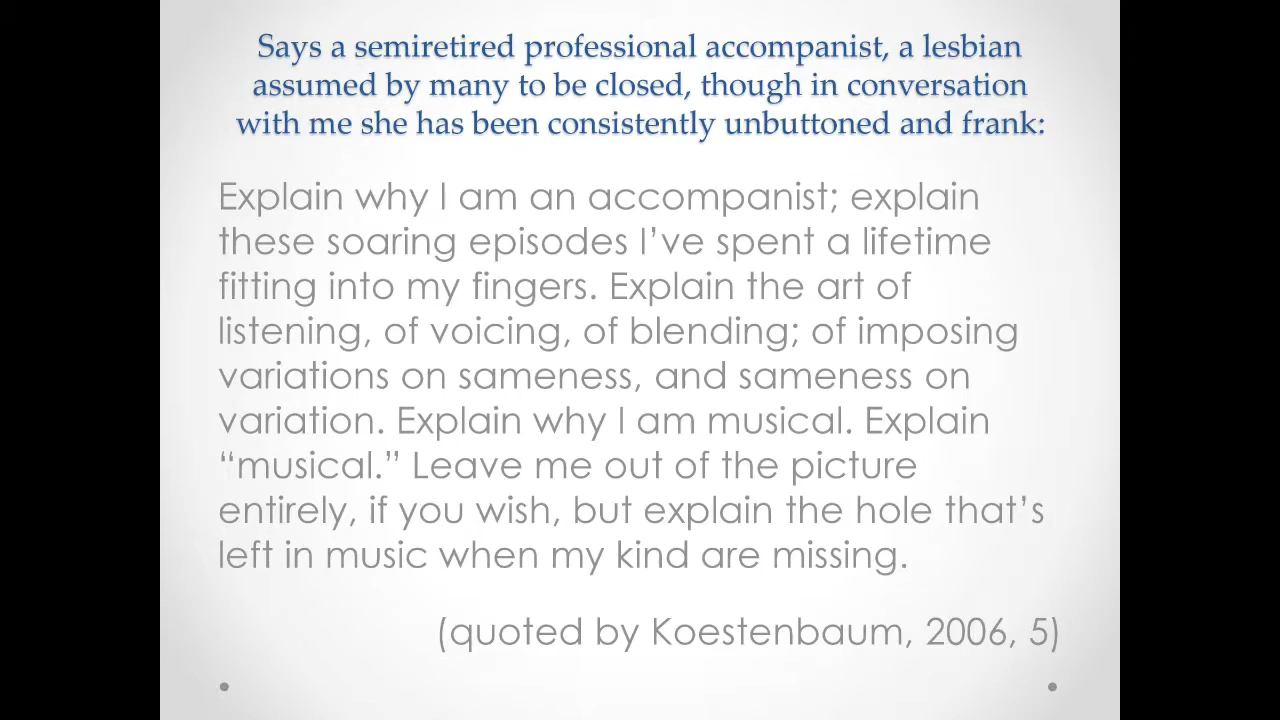 Says a semiretired professional accompanist, a lesbian
assumed by many to be closed, though in conversation
with me she has been consistently unbuttoned and frank:
Explain why I am an accompanist; explain
these soaring episodes I’ve spent a lifetime
fitting into my fingers. Explain the art of
listening, of voicing, of blending; of imposing
variations on sameness, and sameness on
variation. Explain why I am musical. Explain
“musical.” Leave me out of the picture
entirely, if you wish, but explain the hole that’s
left in music when my kind are missing.
(quoted by Koestenbaum, 2006, 5)